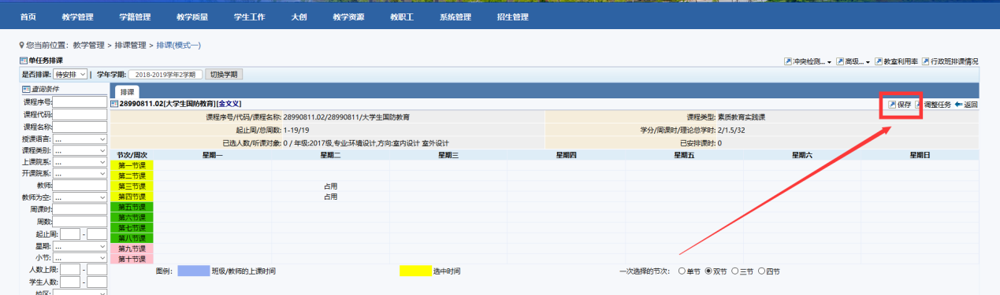 首页 教学管理 学籍管理 教学质量 学生工作 大创 教学资源 教职工 系统管理 招生管理
您当前位置: 教学管理 > 排课管理 > 排课(模式一)
单任务排课 冲突检测... 高级... 教室利用率 行政班排课情况
是否排课: 待安排 | 学年学期: 2018-2019学年2学期 切换学期
查询条件 排课
课程序号: 28990811.02[大学生国防教育][金文义] 保存 调整任务 返回
课程代码: 课程序号/代码/课程名称: 28990811.02/28990811/大学生国防教育 课程类型: 素质教育实践课
课程名称: 起止周/总周数: 1-19/19 学分/周课时/理论总学时: 2/1.5/32
授课语言: ... 已选人数/听课对象: 0 / 年级:2017级,专业:环境设计,方向:室内设计 室外设计 已安排课时: 0
课程类别: ... 节次/周次 星期一 星期二 星期三 星期四 星期五 星期六 星期日
上课院系: ... 第一节课
开课院系: ... 第二节课
教师: 第三节课 占用
教师为空: ... 第四节课 占用
周课时: 第五节课
周数: 第六节课
第七节课
起止周: - 第八节课
星期: ... 第九节课
小节: ... 第十节课
人数上限: - 图例: 班级/教师的上课时间 选中时间 一次选择的节次: 单节 双节 三节 四节
学生人数: -
校区: ...